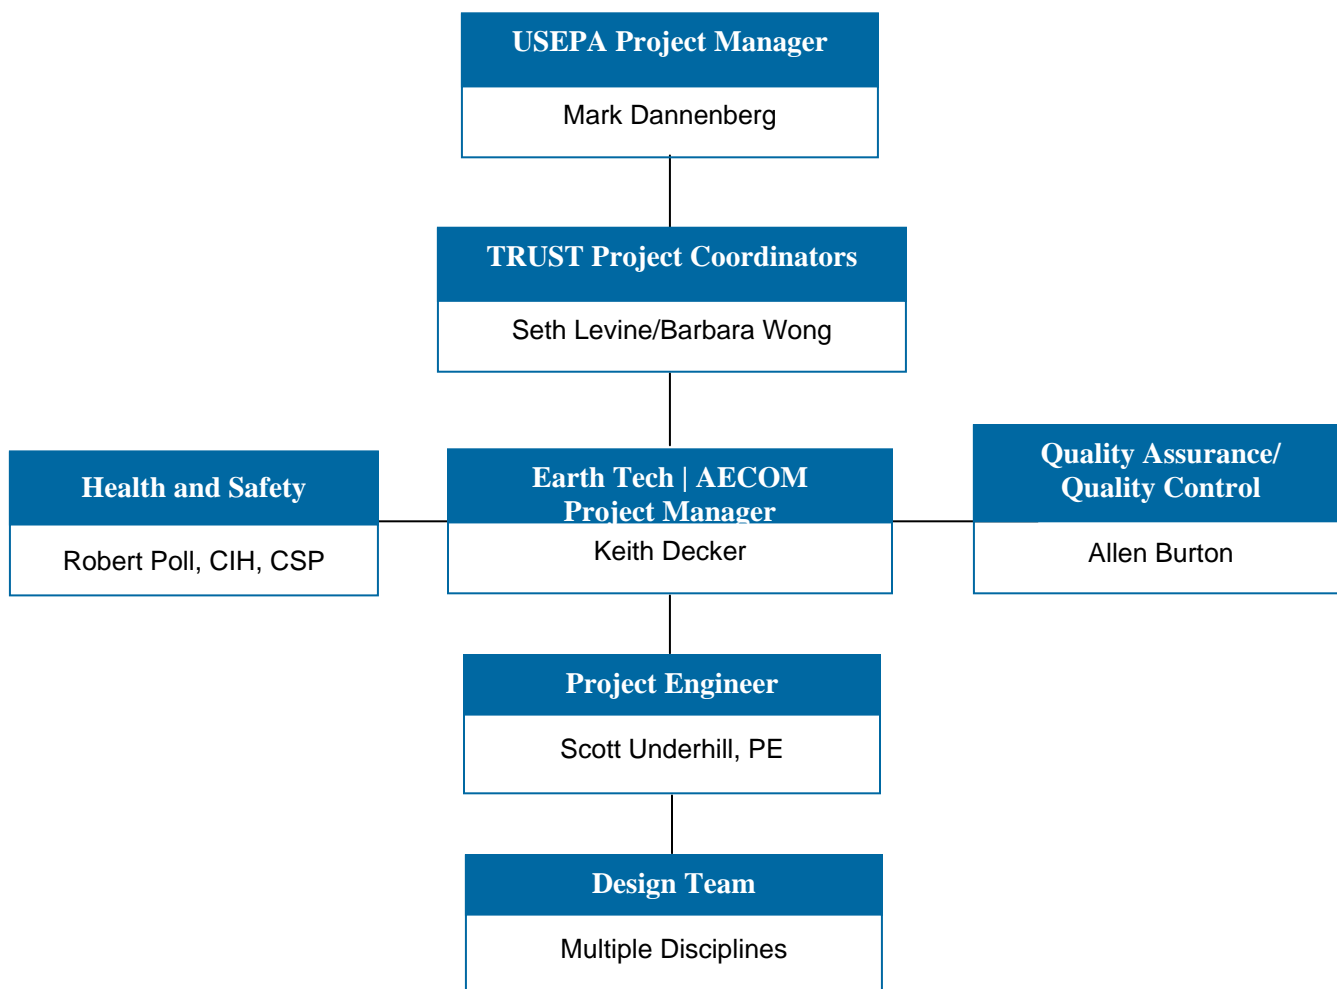 USEPA Project Manager
Mark Dannenberg
TRUST Project Coordinators
Seth Levine/Barbara Wong
Health and Safety
Robert Poll, CIH, CSP
Earth Tech | AECOM
Project Manager
Keith Decker
Quality Assurance/
Quality Control
Allen Burton
Project Engineer
Scott Underhill, PE
Design Team
Multiple Disciplines